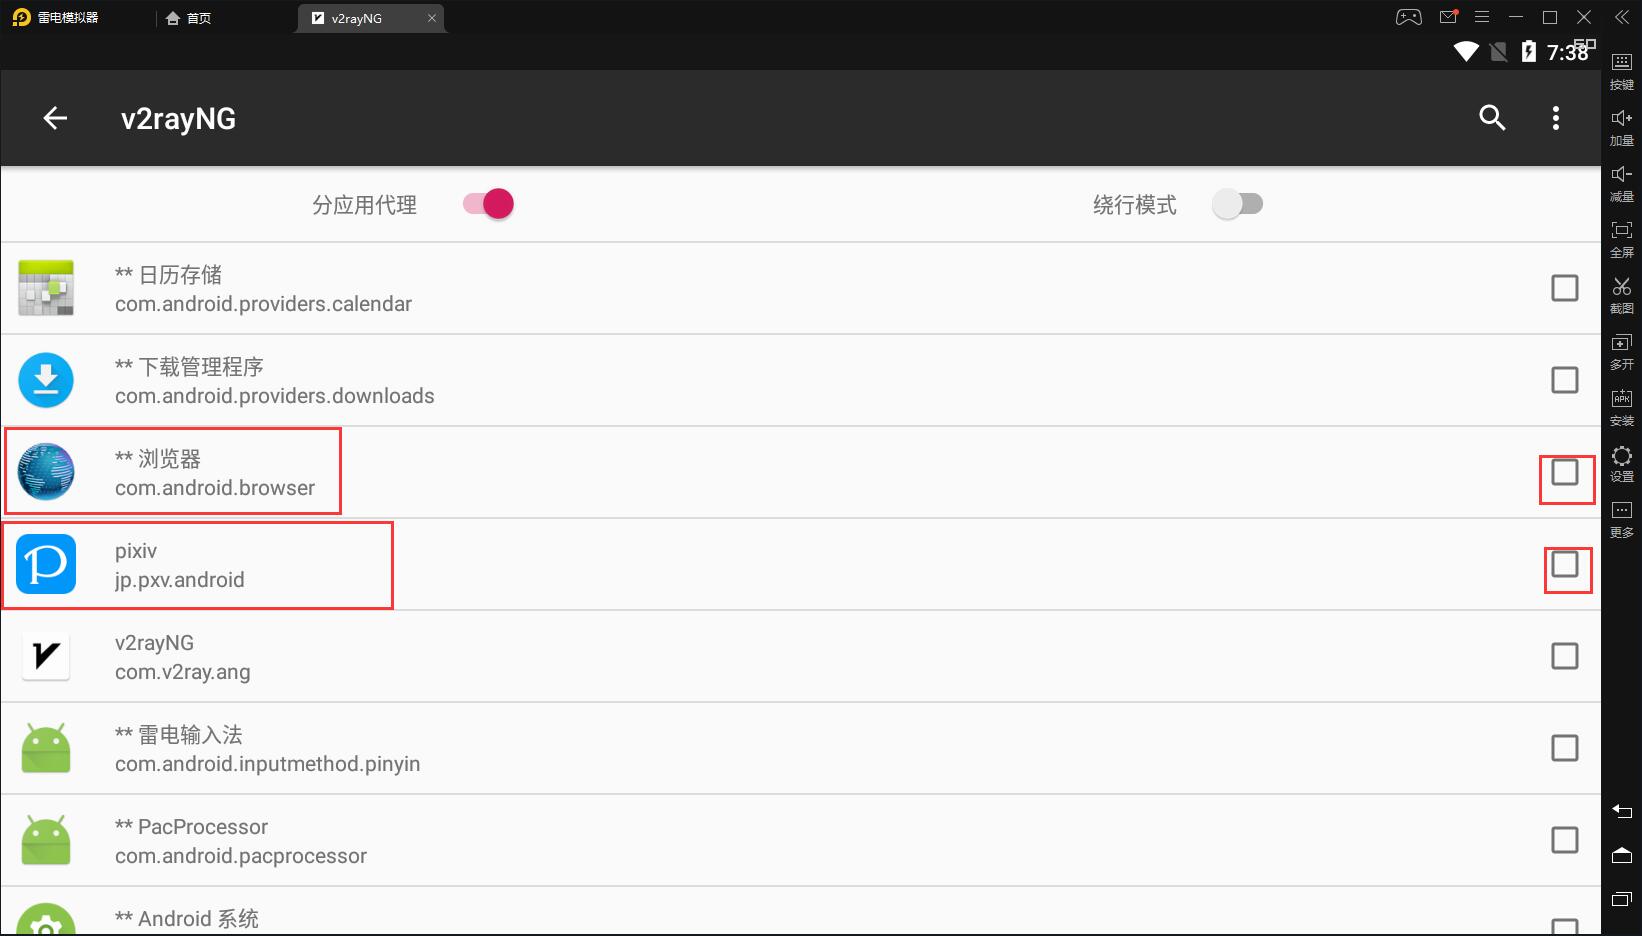 雷电模拟器
首页
v2rayNG
7:38
v2rayNG
分应用代理
绕行模式
** 日历存储
com.android.providers.calendar
** 下载管理程序
com.android.providers.downloads
** 浏览器
com.android.browser
pixiv
jp.pxv.android
v2rayNG
com.v2ray.ang
** 雷电输入法
com.android.inputmethod.pinyin
** PacProcessor
com.android.pacprocessor
** Android 系统
按键
加量
减量
全屏
截图
多开
APK
安装
设置
更多